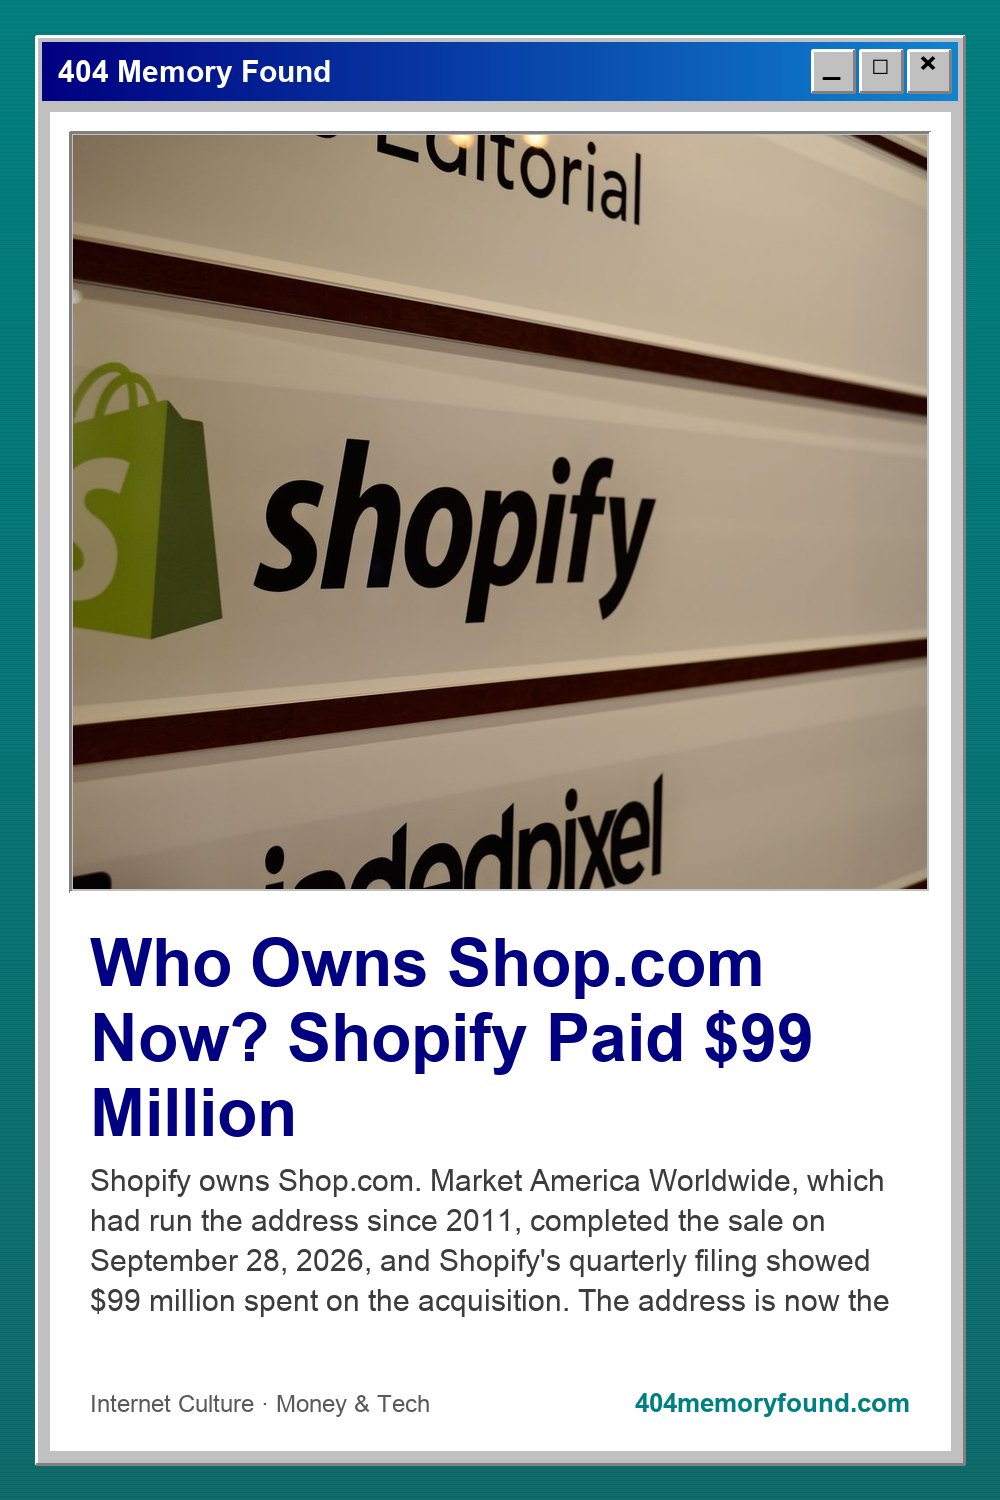 404 Memory Found
Editorial
shopify
Who Owns Shop.com
Now? Shopify Paid $99
Million
Shopify owns Shop.com. Market America Worldwide, which
had run the address since 2011, completed the sale on
September 28, 2026, and Shopify's quarterly filing showed
$99 million spent on the acquisition. The address is now the
Internet Culture · Money & Tech
404memoryfound.com